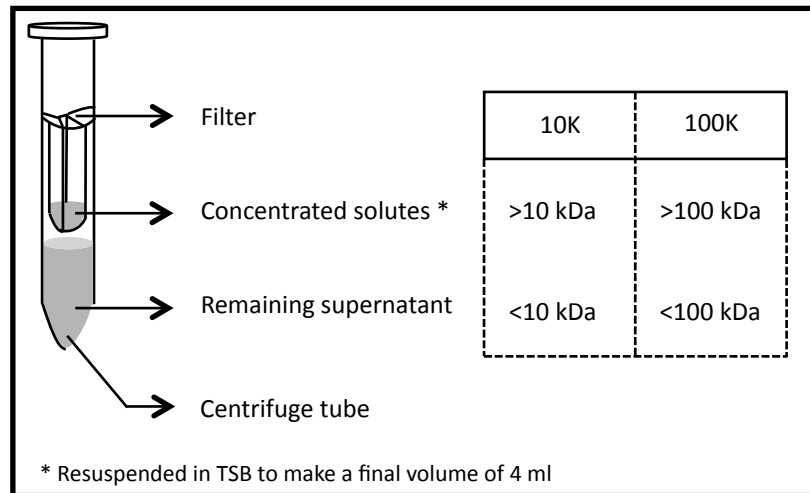 Filter
10K 100K
Concentrated solutes * >10 kDa >100 kDa
Remaining supernatant <10 kDa <100 kDa
Centrifuge tube
* Resuspended in TSB to make a final volume of 4 ml